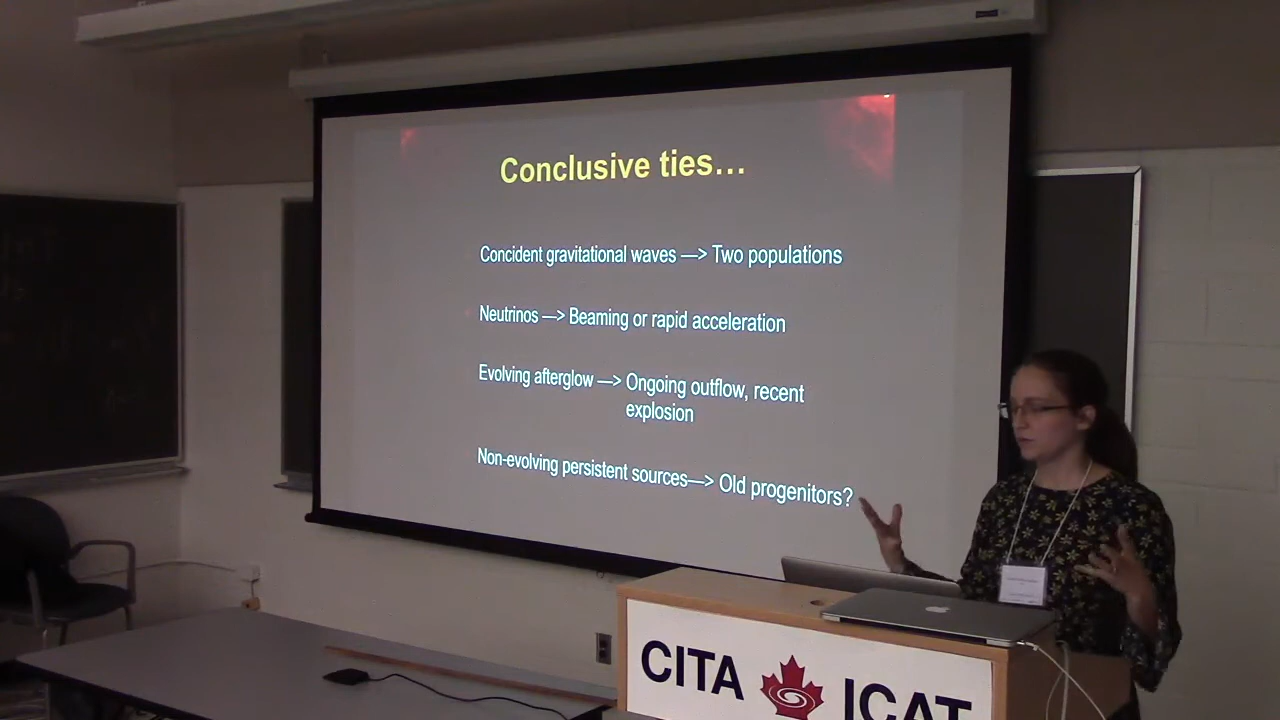 Conclusive ties...
Concident gravitational waves —> Two populations
Neutrinos —> Beaming or rapid acceleration
Evolving afterglow —> Ongoing outflow, recent
explosion
Non-evolving persistent sources—> Old progenitors?
CITA ICAT